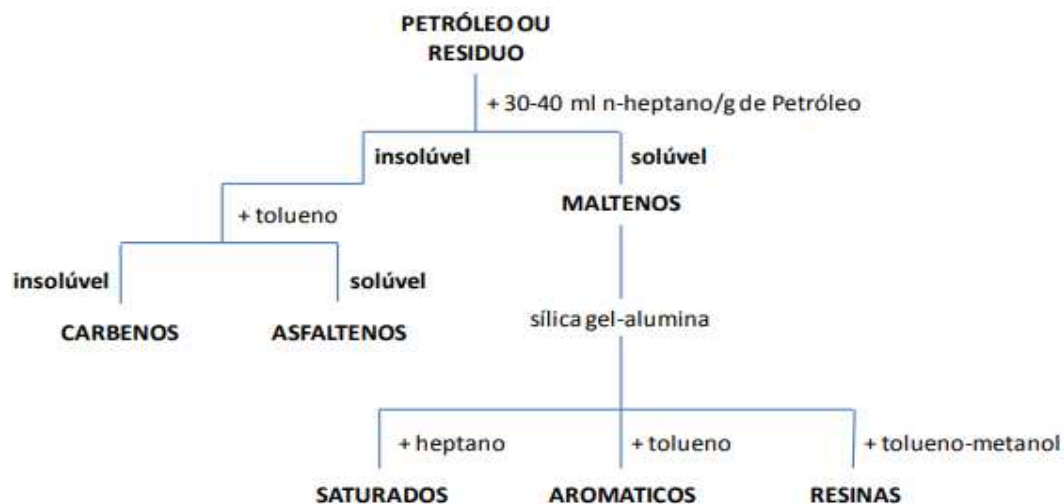 PETRÓLEO OU
RESIDUO
+ 30-40 ml n-heptano/g de Petróleo
insolúvel
solúvel
MALTENOS
+ tolueno
insolúvel
solúvel
CARBENOS
ASFALTENOS
sílica gel-alumina
+ heptano
+ tolueno
+ tolueno-metanol
SATURADOS
AROMATICOS
RESINAS